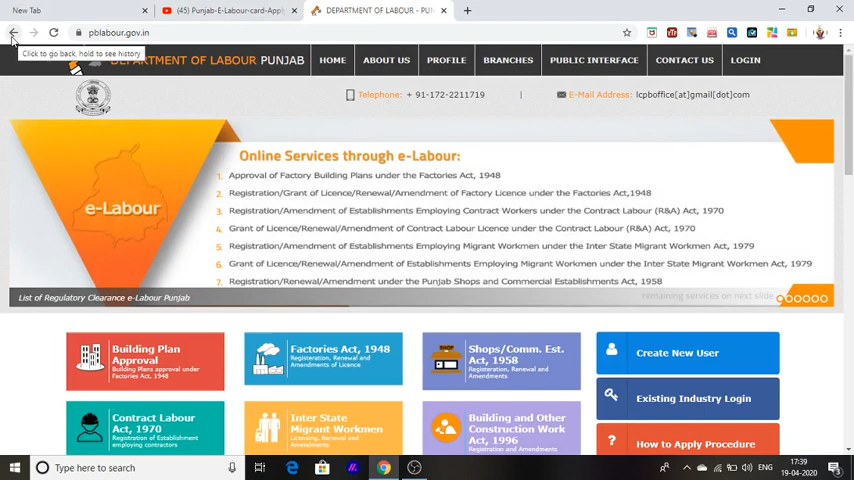 New Tab
(45) Punjab-E-Labour-card-Appl
DEPARTMENT OF LABOUR - PUN
pblabour.gov.in
Click to go back, hold to see history
DEPARTMENT OF LABOUR PUNJAB
HOME
ABOUT US
PROFILE
BRANCHES
PUBLIC INTERFACE
CONTACT US
LOGIN
Telephone: + 91-172-2211719 | E-Mail Address: lcpboffice[at]gmail[dot]com
e-Labour
Online Services through e-Labour:
1. Approval of Factory Building Plans under the Factories Act, 1948
2. Registration/Grant of Licence/Renewal/Amendment of Factory Licence under the Factories Act,1948
3. Registration/Amendment of Establishments Employing Contract Workers under the Contract Labour (R&A) Act, 1970
4. Grant of Licence/Renewal/Amendment of Contract Labour Licence under the Contract Labour (R&A) Act, 1970
5. Registration/Amendment of Establishments Employing Migrant Workmen under the Inter State Migrant Workmen Act, 1979
6. Grant of Licence/Renewal/Amendment of Establishments Employing Migrant Workmen under the Inter State Migrant Workmen Act, 1979
7. Registration/Renewal/Amendment under the Punjab Shops and Commercial Establishments Act, 1958
List of Regulatory Clearance e-Labour Punjab
remaining services on next slide
Building Plan
Approval
Building Plans approval under
Factories Act, 1948
Factories Act, 1948
Registeration, Renewal and
Amendments of Licence
SHOP
Shops/Comm. Est.
Act, 1958
Registration, Renewal and
Amendments
Create New User
Existing Industry Login
Contract Labour
Act, 1970
Registration of Establishment
employing contractors
Inter State
Migrant Workmen
Licensing, Renewal and
Amendments
Building and Other
Construction Work
Act, 1996
Registration and Amendments
?
How to Apply Procedure
Type here to search
ENG
17:39
19-04-2020
3